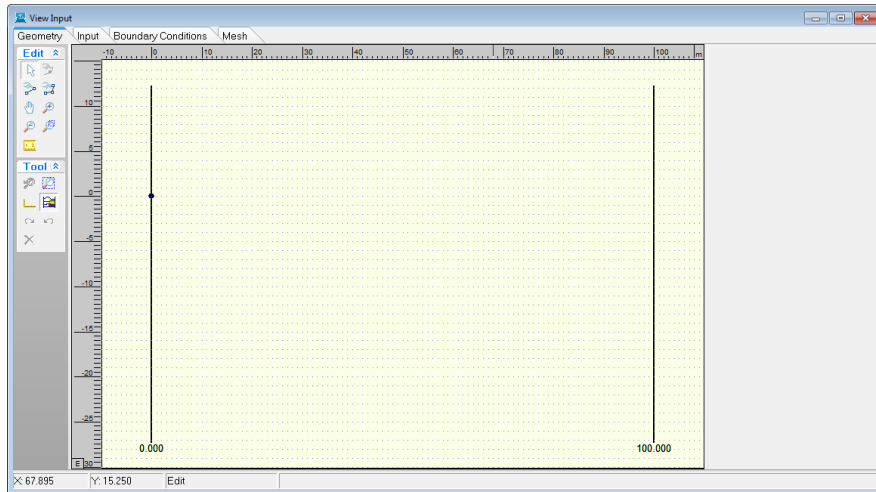 View Input
Geometry Input Boundary Conditions Mesh
Edit
Tool
-10 0 10 20 30 40 50 60 70 80 90 100 m
10
5
0
-5
-10
-15
-20
-25
E 30
0.000 100.000
X: 67.895 Y: 15.250 Edit